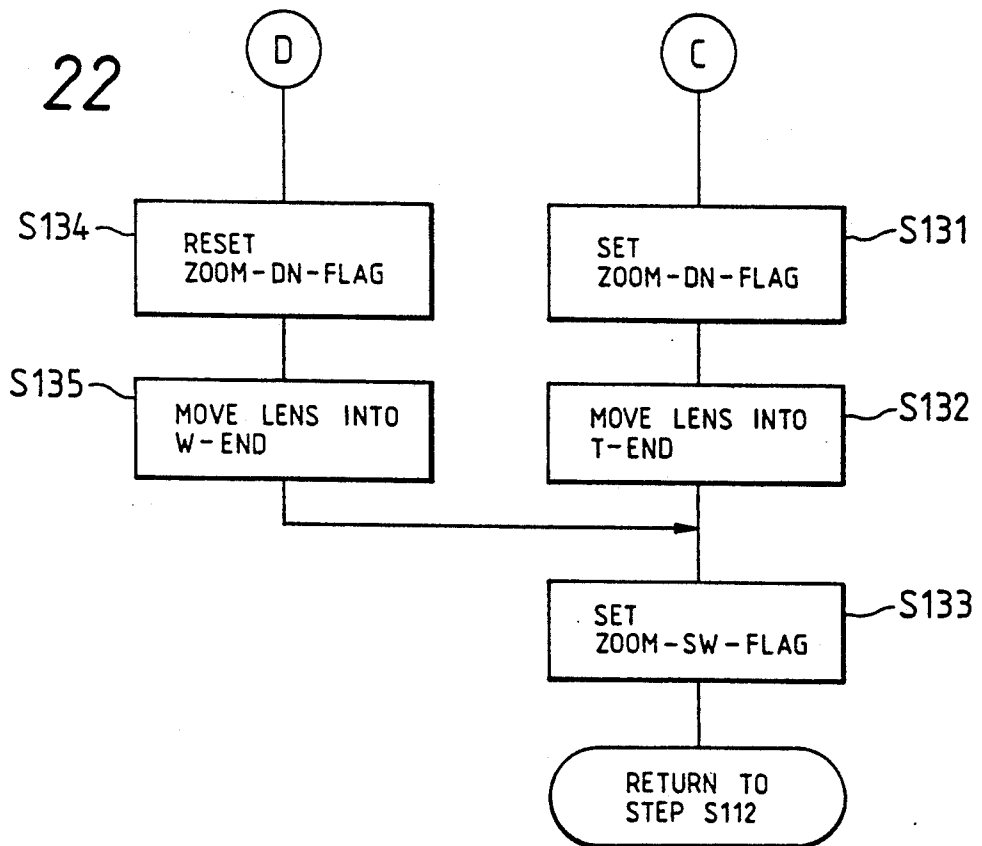 22
D
C
S134
RESET
ZOOM-DN-FLAG
S131
SET
ZOOM-DN-FLAG
S135
MOVE LENS INTO
W-END
S132
MOVE LENS INTO
T-END
S133
SET
ZOOM-SW-FLAG
RETURN TO
STEP S112